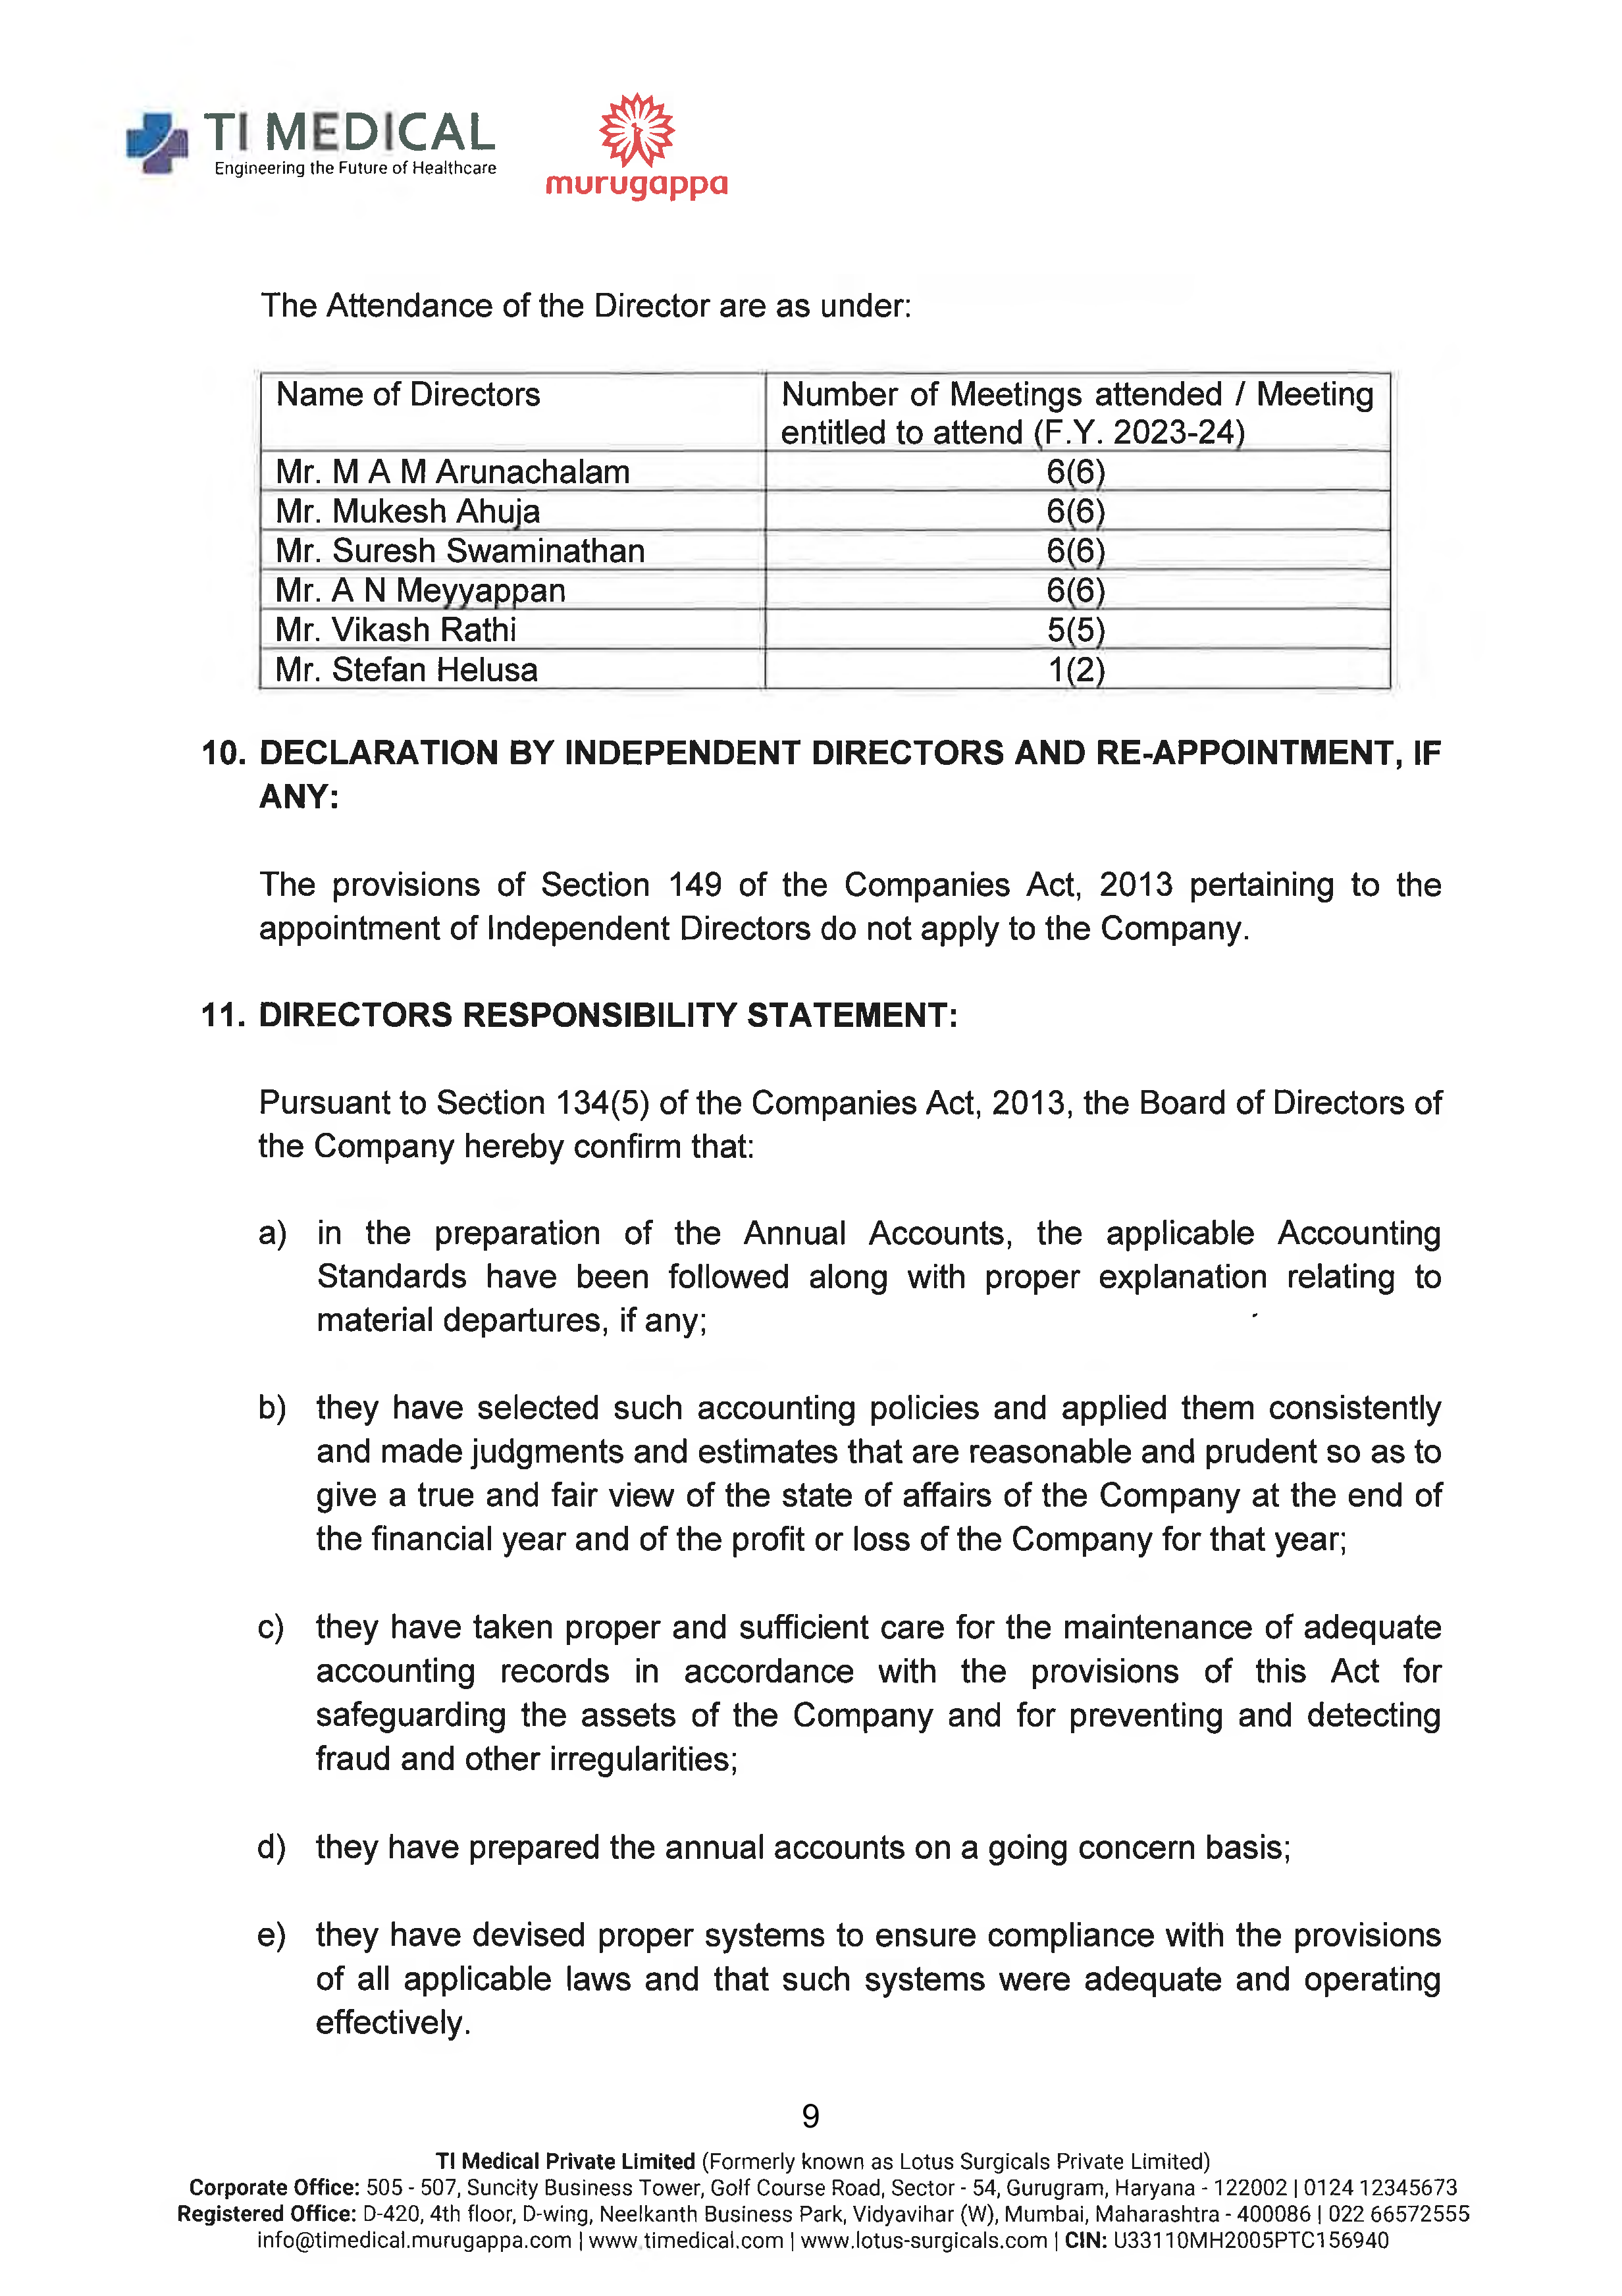 TI MEDICAL
Engineering the Future of Healthcare
murugappa
The Attendance of the Director are as under:
Name of Directors
Number of Meetings attended / Meeting
entitled to attend (F.Y. 2023-24)
Mr. M A M Arunachalam 6(6)
Mr. Mukesh Ahuja 6(6)
Mr. Suresh Swaminathan 6(6)
Mr. A N Meyyappan 6(6)
Mr. Vikash Rathi 5(5)
Mr. Stefan Helusa 1(2)
10. DECLARATION BY INDEPENDENT DIRECTORS AND RE-APPOINTMENT, IF
ANY:
The provisions of Section 149 of the Companies Act, 2013 pertaining to the
appointment of Independent Directors do not apply to the Company.
11. DIRECTORS RESPONSIBILITY STATEMENT:
Pursuant to Section 134(5) of the Companies Act, 2013, the Board of Directors of
the Company hereby confirm that:
a) in the preparation of the Annual Accounts, the applicable Accounting
Standards have been followed along with proper explanation relating to
material departures, if any;
b) they have selected such accounting policies and applied them consistently
and made judgments and estimates that are reasonable and prudent so as to
give a true and fair view of the state of affairs of the Company at the end of
the financial year and of the profit or loss of the Company for that year;
c) they have taken proper and sufficient care for the maintenance of adequate
accounting records in accordance with the provisions of this Act for
safeguarding the assets of the Company and for preventing and detecting
fraud and other irregularities;
d) they have prepared the annual accounts on a going concern basis;
e) they have devised proper systems to ensure compliance with the provisions
of all applicable laws and that such systems were adequate and operating
effectively.
9
TI Medical Private Limited (Formerly known as Lotus Surgicals Private Limited)
Corporate Office: 505 - 507, Suncity Business Tower, Golf Course Road, Sector - 54, Gurugram, Haryana - 122002 | 0124 12345673
Registered Office: D-420, 4th floor, D-wing, Neelkanth Business Park, Vidyavihar (W), Mumbai, Maharashtra - 400086 | 022 66572555
info@timedical.murugappa.com | www.timedical.com | www.lotus-surgicals.com | CIN: U33110MH2005PTC156940